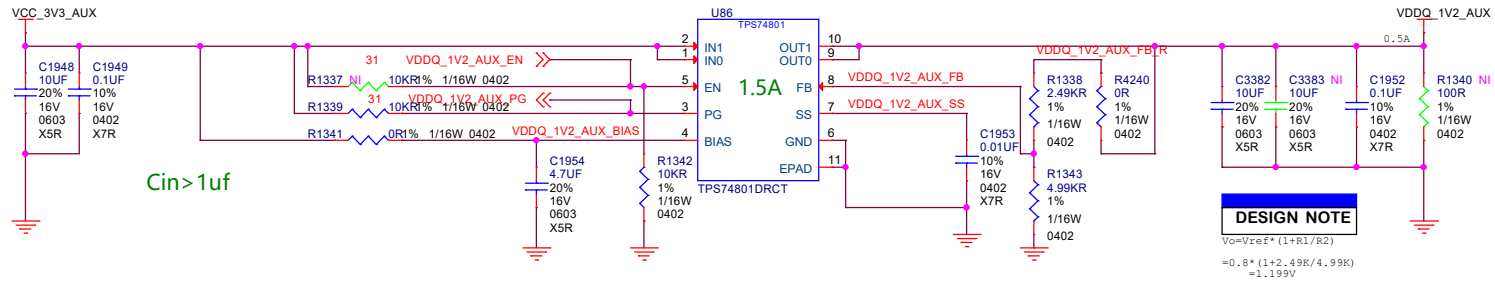 VCC_3V3_AUX
C1948
10UF
20%
16V
0603
X5R
C1949
0.1UF
10%
16V
0402
X7R
Cin>1uf
31
VDDQ_1V2_AUX_EN
R1337 NI 10KR 1% 1/16W 0402
31
VDDQ_1V2_AUX_PG
R1339 10KR 1% 1/16W 0402
R1341 0R 1% 1/16W 0402
VDDQ_1V2_AUX_BIAS
C1954
4.7UF
20%
16V
0603
X5R
R1342
10KR
1%
1/16W
0402
U86
TPS74801
2 IN1
1 IN0
5 EN
3 PG
4 BIAS
1.5A
OUT1 10
OUT0 9
FB 8
SS 7
GND 6
EPAD 11
TPS74801DRCT
VDDQ_1V2_AUX_FB
VDDQ_1V2_AUX_SS
C1953
0.01UF
10%
16V
0402
X7R
VDDQ_1V2_AUX_FB_R
R1338
2.49KR
1%
1/16W
0402
R4240
0R
1%
1/16W
0402
R1343
4.99KR
1%
1/16W
0402
VDDQ_1V2_AUX
0.5A
C3382
10UF
20%
16V
0603
X5R
C3383 NI
10UF
20%
16V
0603
X5R
C1952
0.1UF
10%
16V
0402
X7R
R1340 NI
100R
1%
1/16W
0402
DESIGN NOTE
Vo=Vref*(1+R1/R2)
=0.8*(1+2.49K/4.99K)
=1.199V